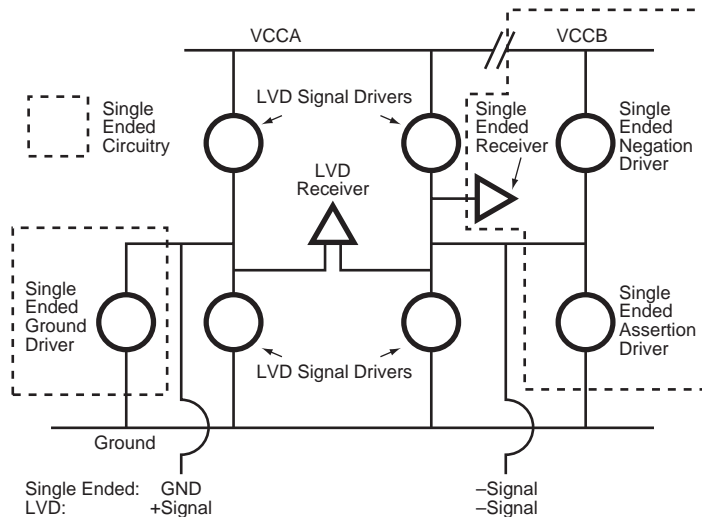 VCCA
VCCB
LVD Signal Drivers
Single
Ended
Circuitry
Single
Ended
Receiver
Single
Ended
Negation
Driver
LVD
Receiver
Single
Ended
Ground
Driver
Single
Ended
Assertion
Driver
LVD Signal Drivers
Ground
Single Ended: GND –Signal
LVD: +Signal –Signal